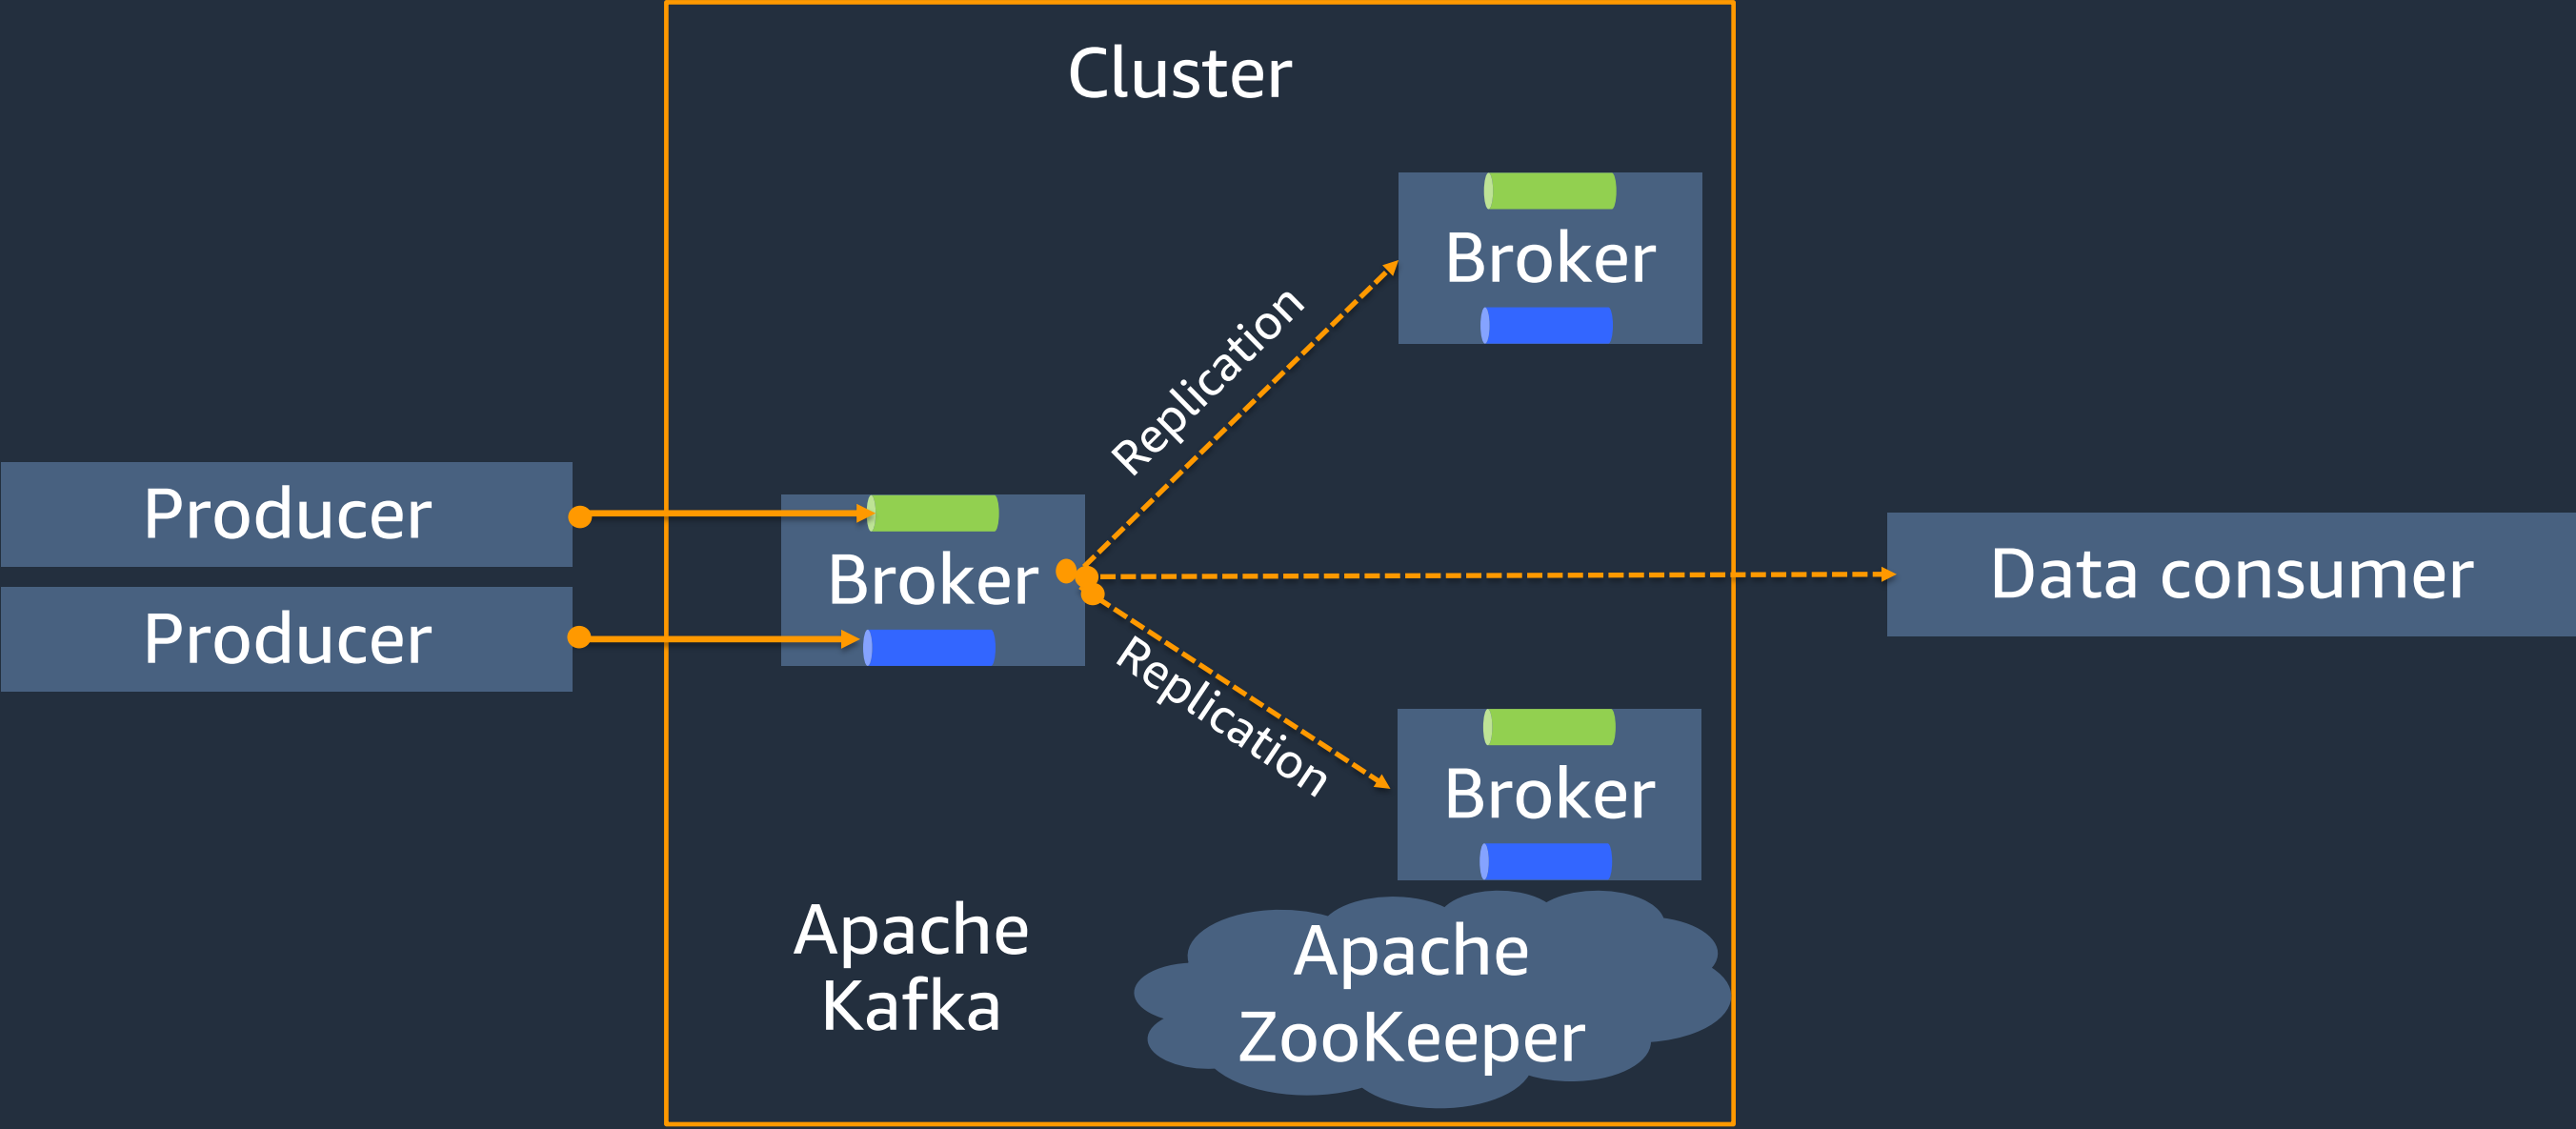 Cluster
Broker
Replication
Producer
Producer
Broker
Data consumer
Replication
Broker
Apache
Kafka
Apache
ZooKeeper